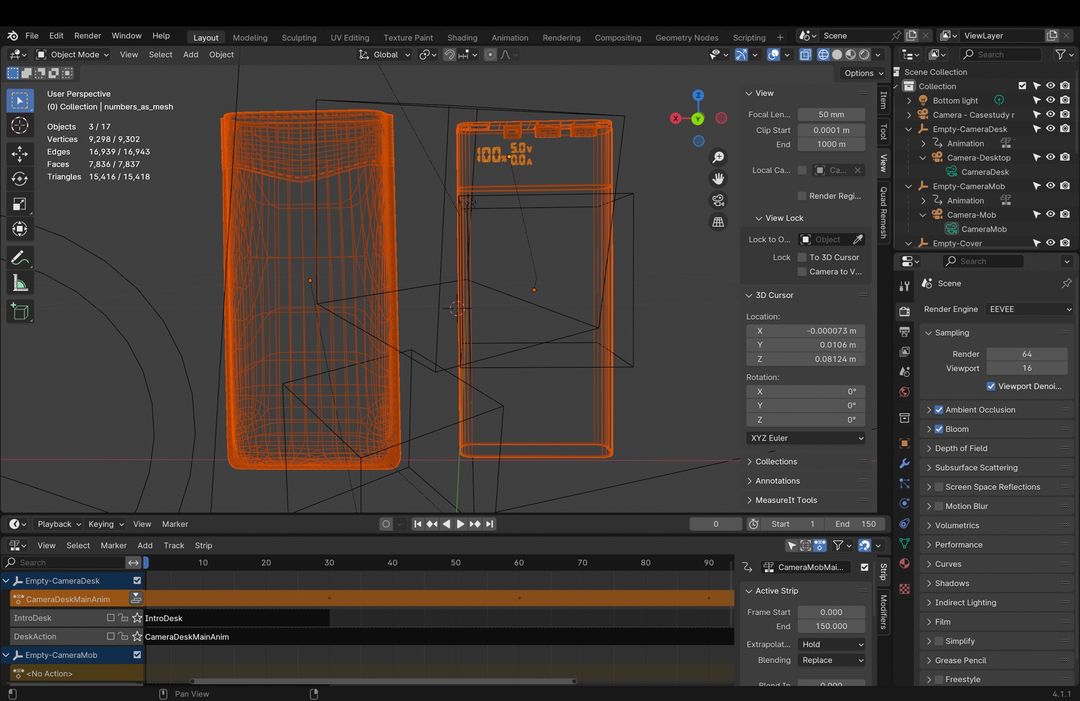 File Edit Render Window Help Layout Modeling Sculpting UV Editing Texture Paint Shading Animation Rendering Compositing Geometry Nodes Scripting + Scene ViewLayer
Object Mode View Select Add Object Global Search
Options
User Perspective
(0) Collection | numbers_as_mesh
Objects 3 / 17
Vertices 9,298 / 9,302
Edges 16,939 / 16,943
Faces 7,836 / 7,837
Triangles 15,416 / 15,418
100% 5.0V
0.0A
Z
X
Y
View
Focal Len... 50 mm
Clip Start 0.0001 m
End 1000 m
Local Ca... Ca...
Render Regi...
View Lock
Lock to O... Object
Lock To 3D Cursor
Camera to V...
3D Cursor
Location:
X -0.000073 m
Y 0.0106 m
Z 0.08124 m
Rotation:
X 0°
Y 0°
Z 0°
XYZ Euler
Collections
Annotations
MeasureIt Tools
Item
Tool
View
Quad Remesh
Scene Collection
Collection
Bottom light
Camera - Casestudy r
Empty-CameraDesk
Animation
Camera-Desktop
CameraDesk
Empty-CameraMob
Animation
Camera-Mob
CameraMob
Empty-Cover
Search
Scene
Render Engine EEVEE
Sampling
Render 64
Viewport 16
Viewport Denoi...
Ambient Occlusion
Bloom
Depth of Field
Subsurface Scattering
Screen Space Reflections
Motion Blur
Volumetrics
Performance
Curves
Shadows
Indirect Lighting
Film
Simplify
Grease Pencil
Freestyle
Playback Keying View Marker 0 Start 1 End 150
View Select Marker Add Track Strip
Search 10 20 30 40 50 60 70 80 90
Empty-CameraDesk
CameraDeskMainAnim
IntroDesk IntroDesk
DeskAction CameraDeskMainAnim
Empty-CameraMob
<No Action>
CameraMobMai...
Active Strip
Frame Start 0.000
End 150.000
Extrapolat... Hold
Blending Replace
0.000
Strip
Modifiers
Pan View
4.1.1